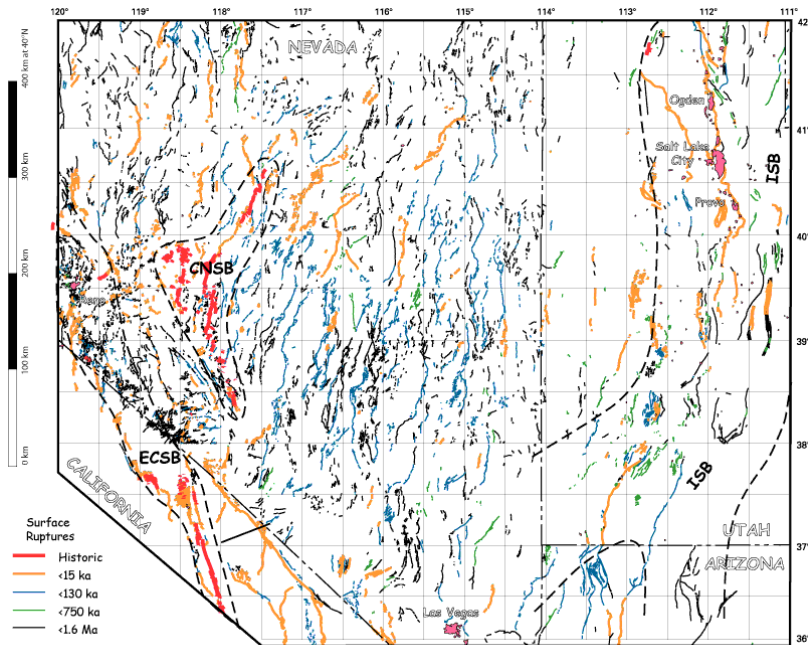 120°
119°
118°
117°
116°
115°
114°
113°
112°
111°
42
41°
40°
39°
38°
37°
36°
400 km at 40°N
300 km
200 km
100 km
0 km
NEVADA
Ogden
Salt Lake
City
Provo
ISB
CNSB
Reno
ECSB
CALIFORNIA
ISB
UTAH
ARIZONA
Las Vegas
Surface
Ruptures
Historic
<15 ka
<130 ka
<750 ka
<1.6 Ma